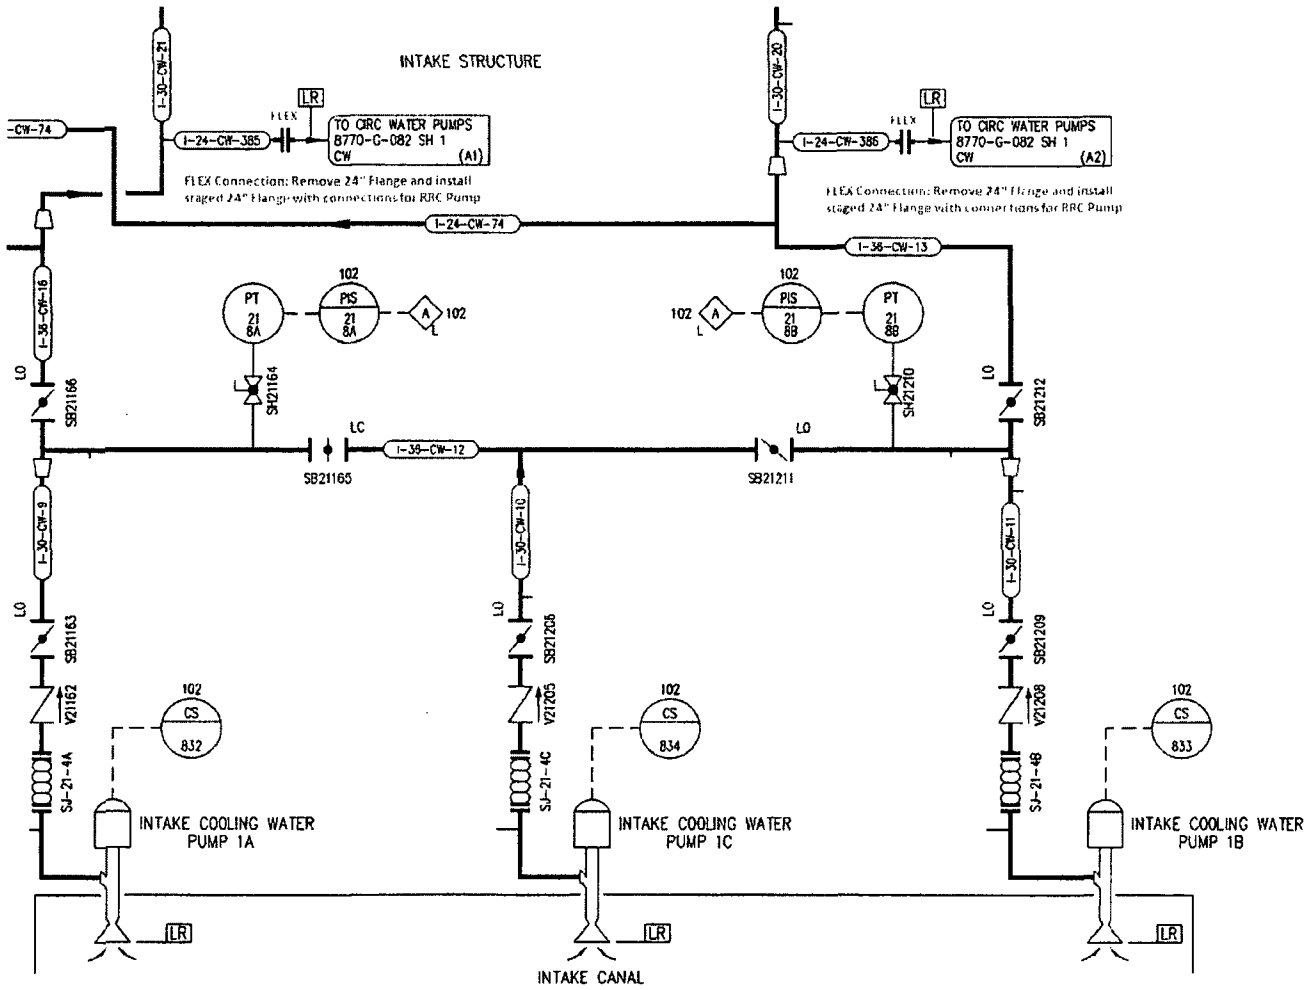 I-30-CW-21
INTAKE STRUCTURE
I-30-CW-20
-CW-74
FLEX
LR
I-24-CW-385
TO CIRC WATER PUMPS
8770-G-082 SH 1
CW (A1)
FLEX
LR
I-24-CW-386
TO CIRC WATER PUMPS
8770-G-082 SH 1
CW (A2)
FLEX Connection: Remove 24" Flange and install
staged 24" Flange with connections for RRC Pump
FLEX Connection: Remove 24" Flange and install
staged 24" Flange with connections for RRC Pump
I-24-CW-74
I-36-CW-13
I-36-CW-16
PT
21
8A
102
PIS
21
8A
A
L
102
102
A
L
102
PIS
21
8B
PT
21
8B
LO
SB21166
SH21164
SH21210
LO
SB21212
LC
SB21165
I-36-CW-12
LO
SB21211
I-30-CW-9
I-30-CW-10
I-30-CW-11
LO
SB21163
LO
SB21206
LO
SB21209
V21162
V21205
V21208
102
CS
832
102
CS
834
102
CS
833
SJ-21-4A
SJ-21-4C
SJ-21-4B
INTAKE COOLING WATER
PUMP 1A
INTAKE COOLING WATER
PUMP 1C
INTAKE COOLING WATER
PUMP 1B
LR
LR
LR
INTAKE CANAL